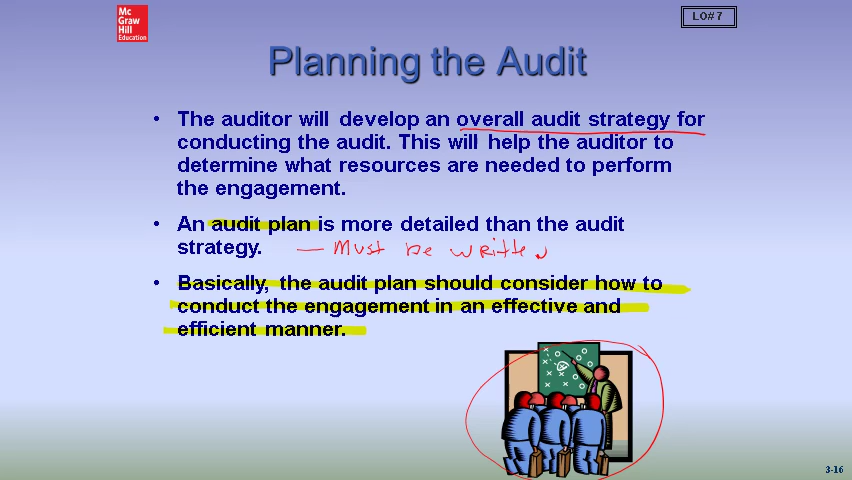 Mc
Graw
Hill
Education
LO# 7
Planning the Audit
• The auditor will develop an overall audit strategy for
conducting the audit. This will help the auditor to
determine what resources are needed to perform
the engagement.
• An audit plan is more detailed than the audit
strategy. — Must be written
• Basically, the audit plan should consider how to
conduct the engagement in an effective and
efficient manner.
3-16